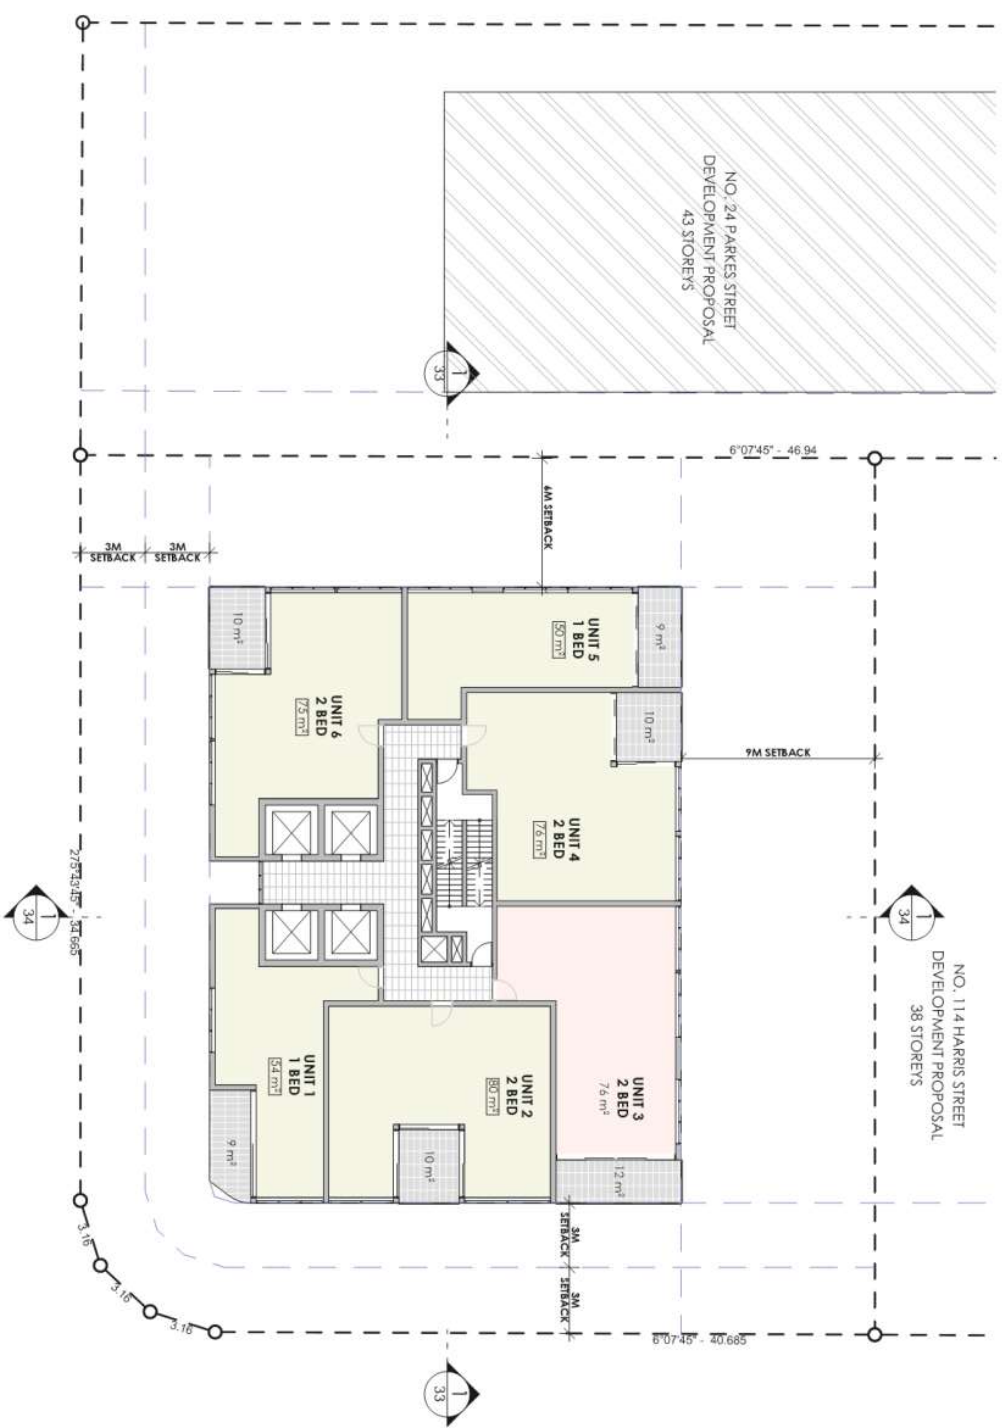 NO. 24 PARKES STREET
DEVELOPMENT PROPOSAL
43 STOREYS
1
33
6°07'45" - 46.94
6M SETBACK
3M
SETBACK
3M
SETBACK
10 m²
UNIT 5
1 BED
50 m²
9 m²
UNIT 6
2 BED
75 m²
10 m²
9M SETBACK
UNIT 4
2 BED
76 m²
275°43'45" - 34.665
1
34
1
34
NO. 114 HARRIS STREET
DEVELOPMENT PROPOSAL
38 STOREYS
UNIT 1
1 BED
54 m²
UNIT 2
2 BED
80 m²
UNIT 3
2 BED
76 m²
9 m²
10 m²
12 m²
3M
SETBACK
3M
SETBACK
3.16
3.16
3.16
6°07'45" - 40.685
1
33